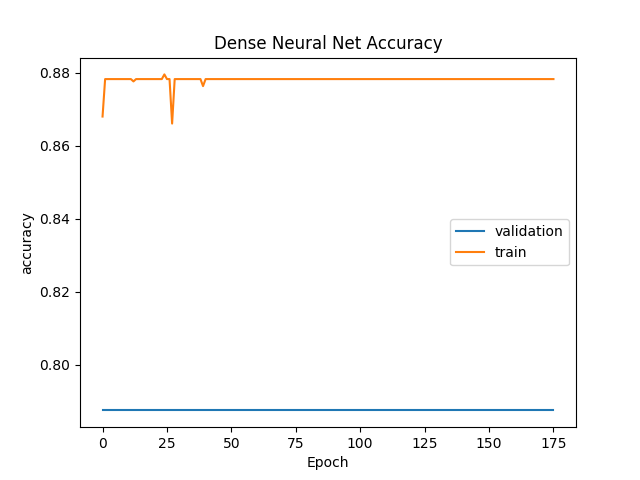 Dense Neural Net Accuracy
0.88
0.86
0.84
0.82
0.80
accuracy
validation
train
0 25 50 75 100 125 150 175
Epoch